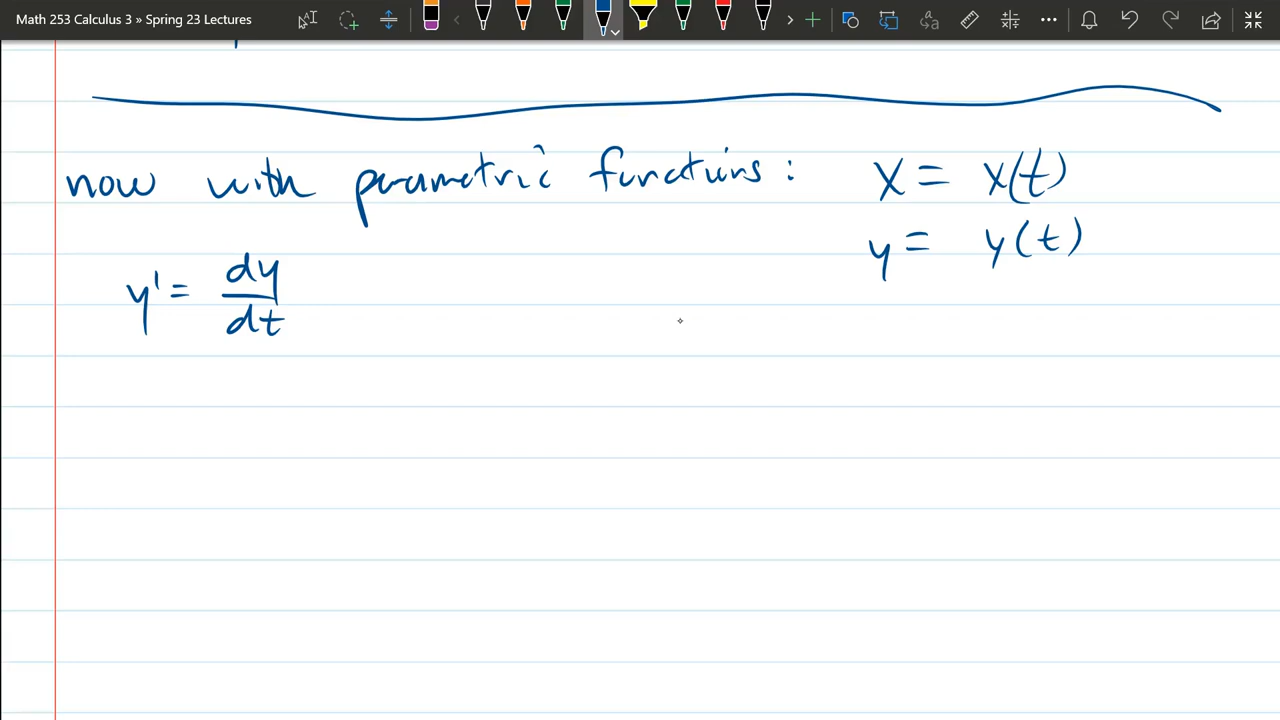 Math 253 Calculus 3 » Spring 23 Lectures
now with parametric functions: x = x(t)
y = y(t)
y' = dy/dt